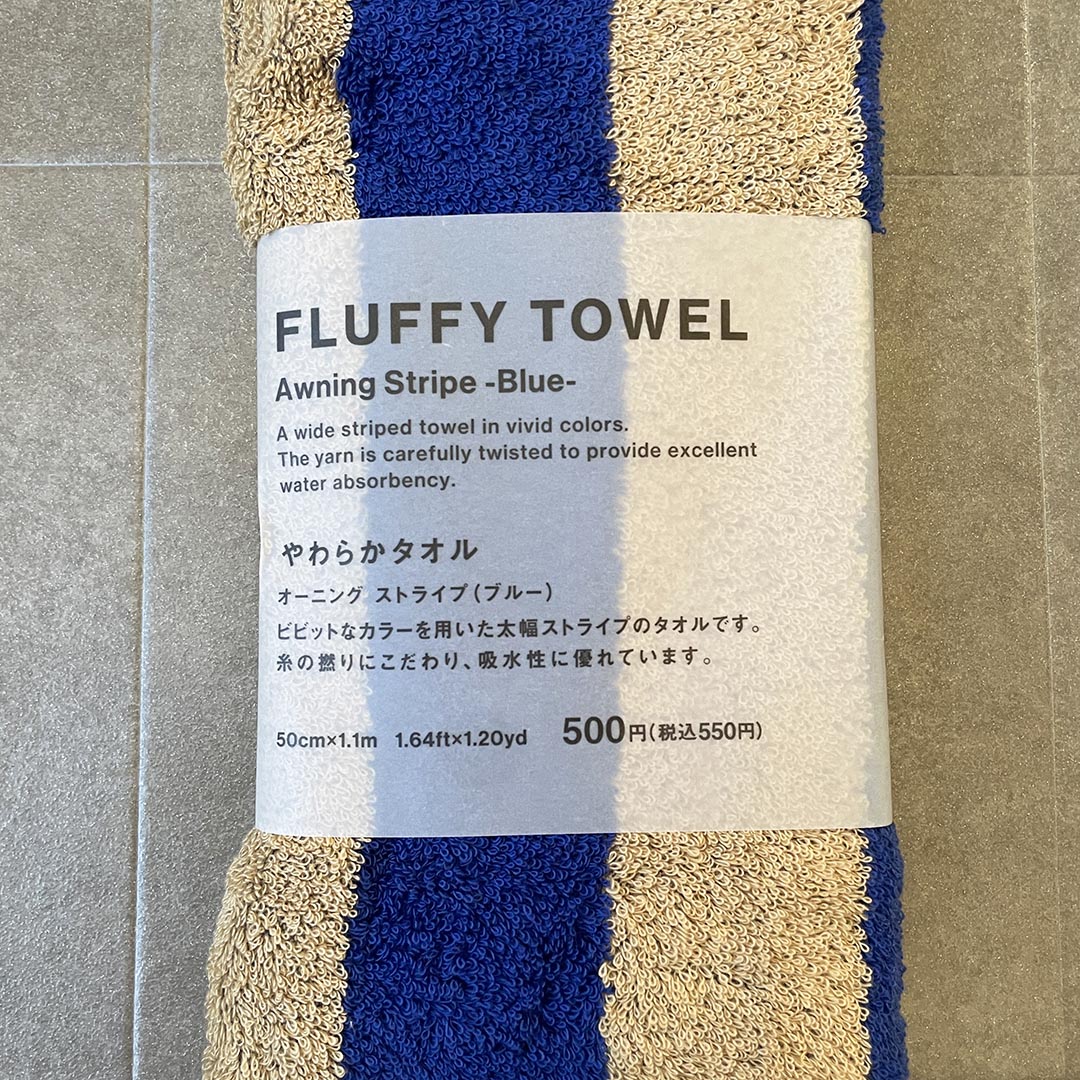 FLUFFY TOWEL
Awning Stripe -Blue-
A wide striped towel in vivid colors.
The yarn is carefully twisted to provide excellent
water absorbency.
やわらかタオル
オーニング ストライプ(ブルー)
ビビットなカラーを用いた太幅ストライプのタオルです。
糸の撚りにこだわり、吸水性に優れています。
50cm×1.1m 1.64ft×1.20yd 500円(税込550円)